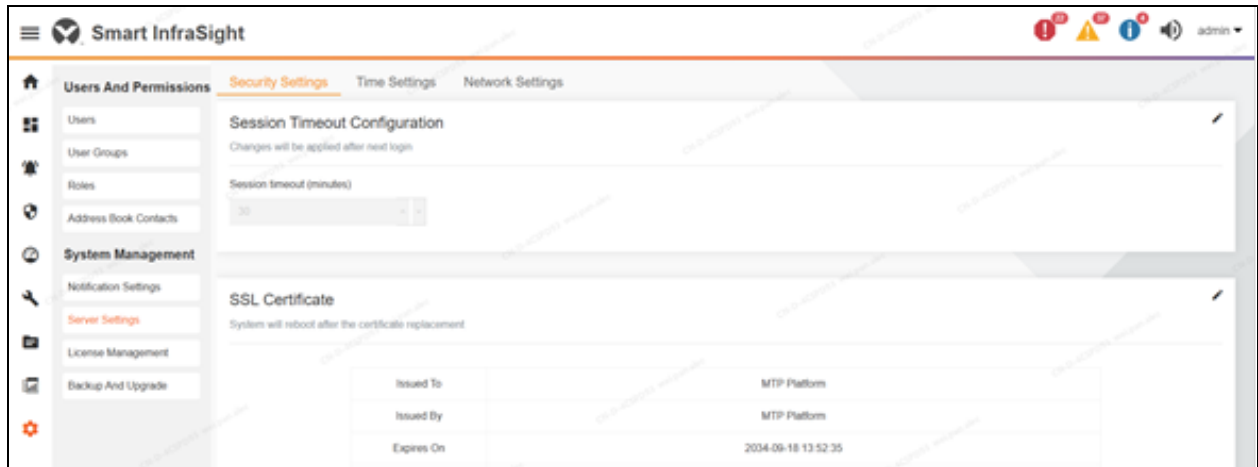 Smart InfraSight
admin
Users And Permissions
Users
User Groups
Roles
Address Book Contacts
System Management
Notification Settings
Server Settings
License Management
Backup And Upgrade
Security Settings Time Settings Network Settings
Session Timeout Configuration
Changes will be applied after next login
Session timeout (minutes)
30
SSL Certificate
System will reboot after the certificate replacement
Issued To MTP Platform
Issued By MTP Platform
Expires On 2034-09-18 13:52:35